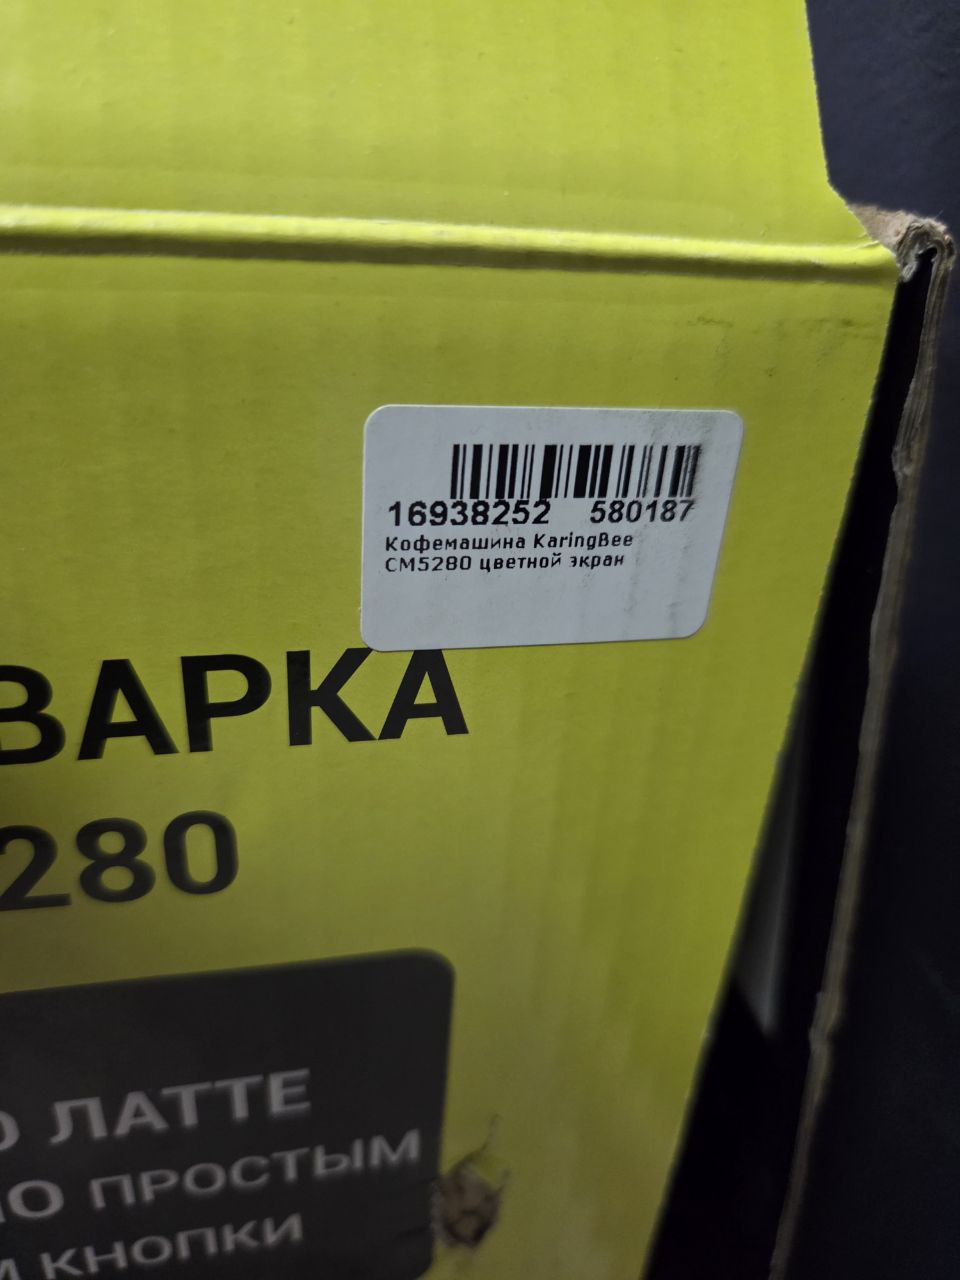 16938252 580187
Кофемашина KaringBee
CM5280 цветной экран
ВАРКА
280
ЛАТТЕ
ПРОСТЫМ
КНОПКИ